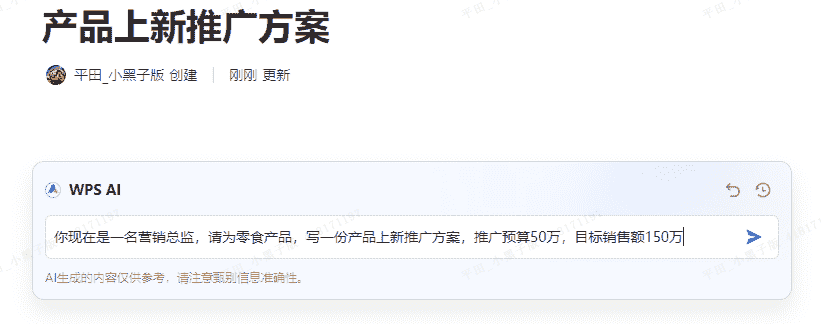 产品上新推广方案
平田_小黑子版 创建 刚刚 更新
WPS AI
你现在是一名营销总监，请为零食产品，写一份产品上新推广方案，推广预算50万，目标销售额150万
AI生成的内容仅供参考，请注意甄别信息准确性。